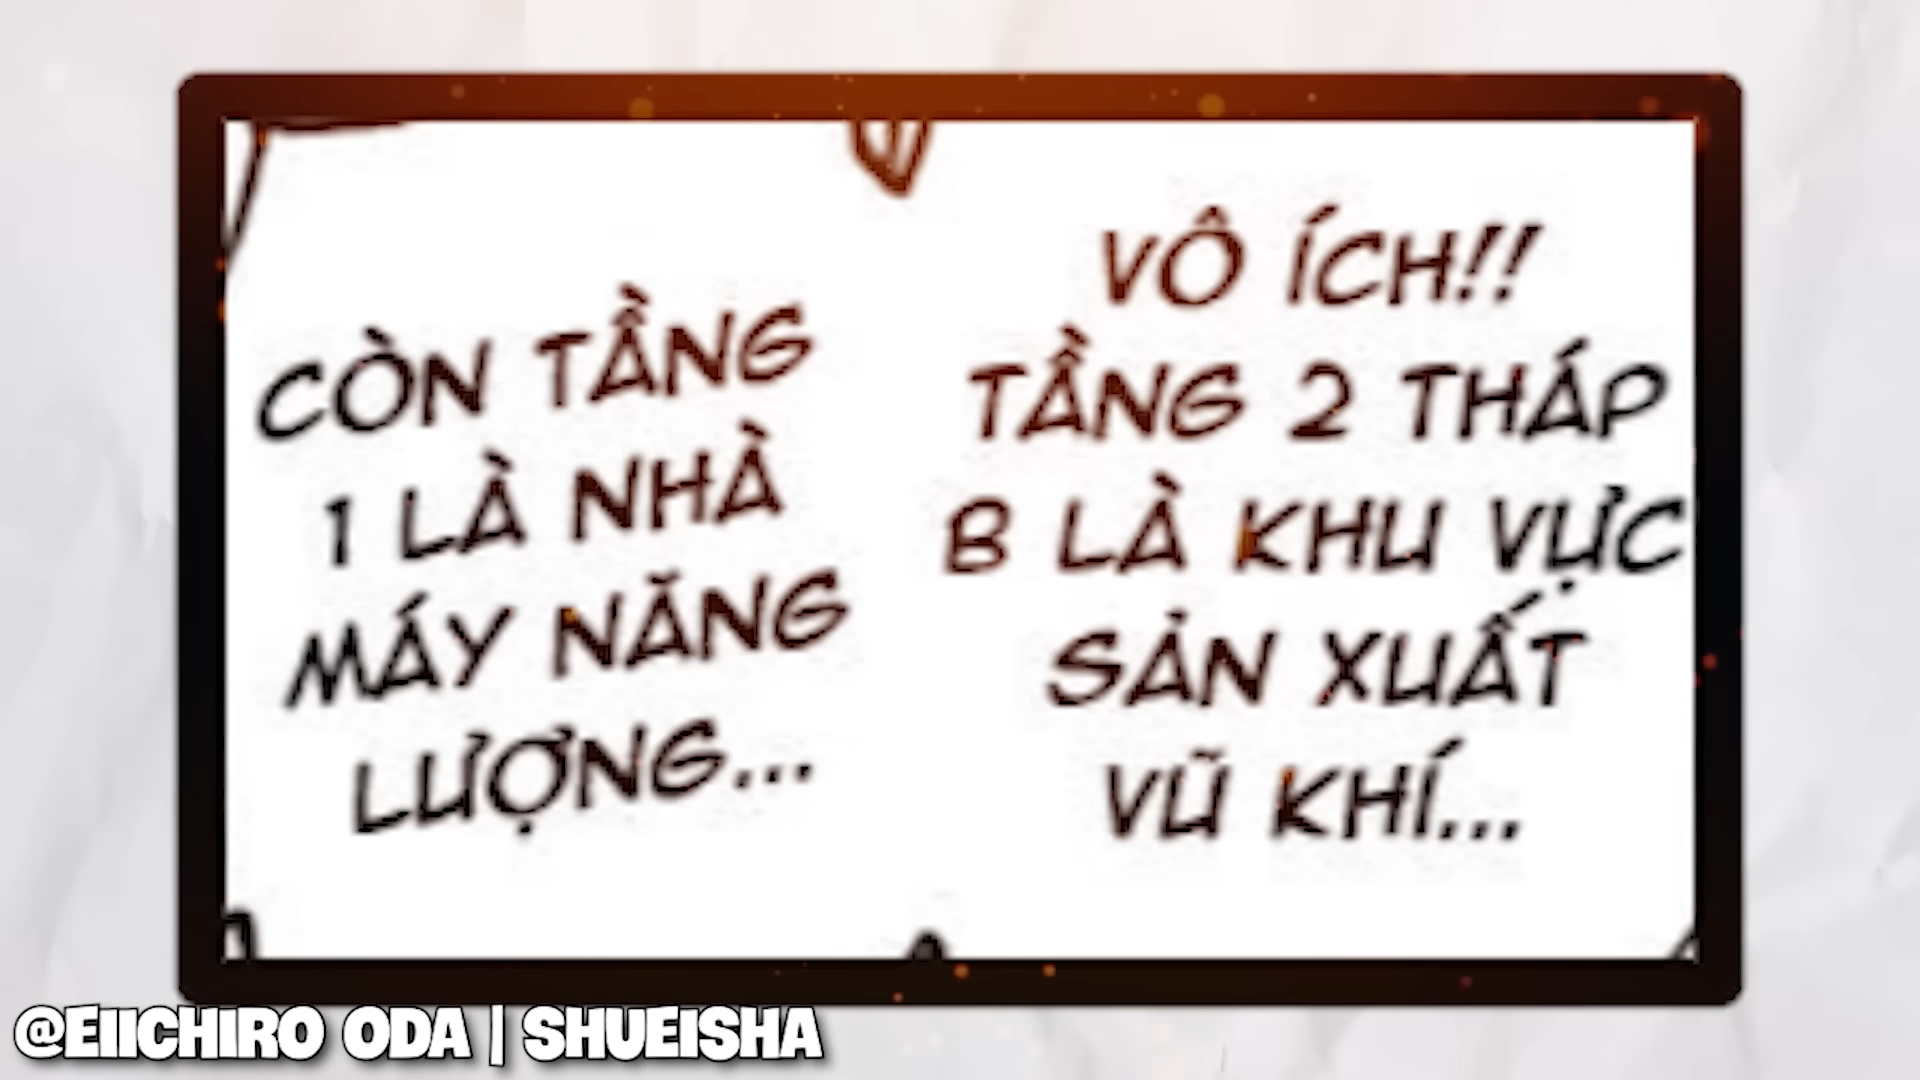 VÔ ÍCH!!
TẦNG 2 THÁP
B LÀ KHU VỰC
SẢN XUẤT
VŨ KHÍ...
CÒN TẦNG
1 LÀ NHÀ
MÁY NĂNG
LƯỢNG...
@EIICHIRO ODA | SHUEISHA